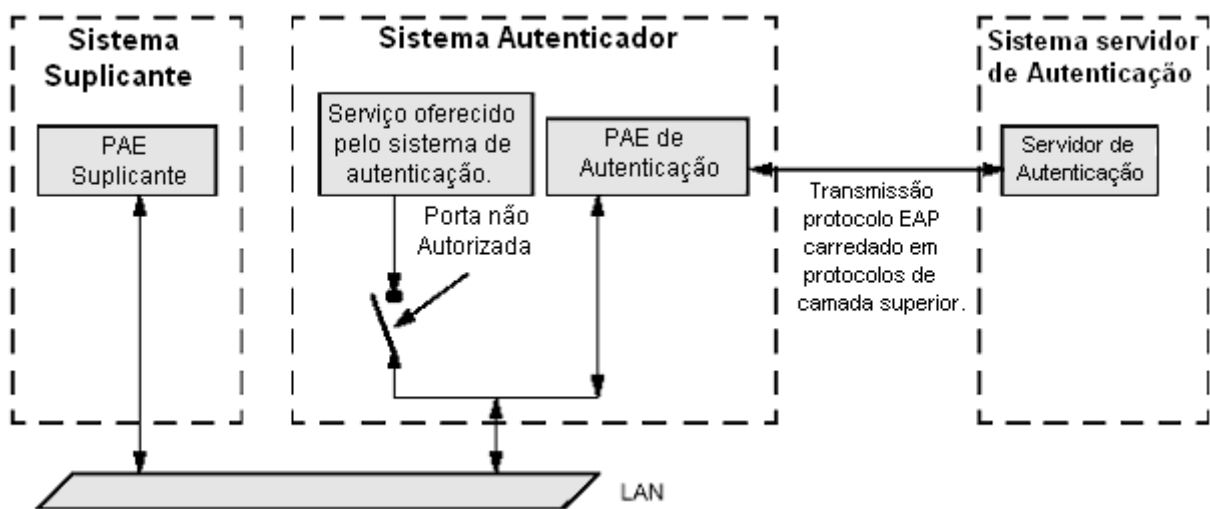 Sistema
Suplicante
PAE
Suplicante
Sistema Autenticador
Serviço oferecido
pelo sistema de
autenticação.
PAE de
Autenticação
Porta não
Autorizada
Transmissão
protocolo EAP
carredado em
protocolos de
camada superior.
Sistema servidor
de Autenticação
Servidor de
Autenticação
LAN